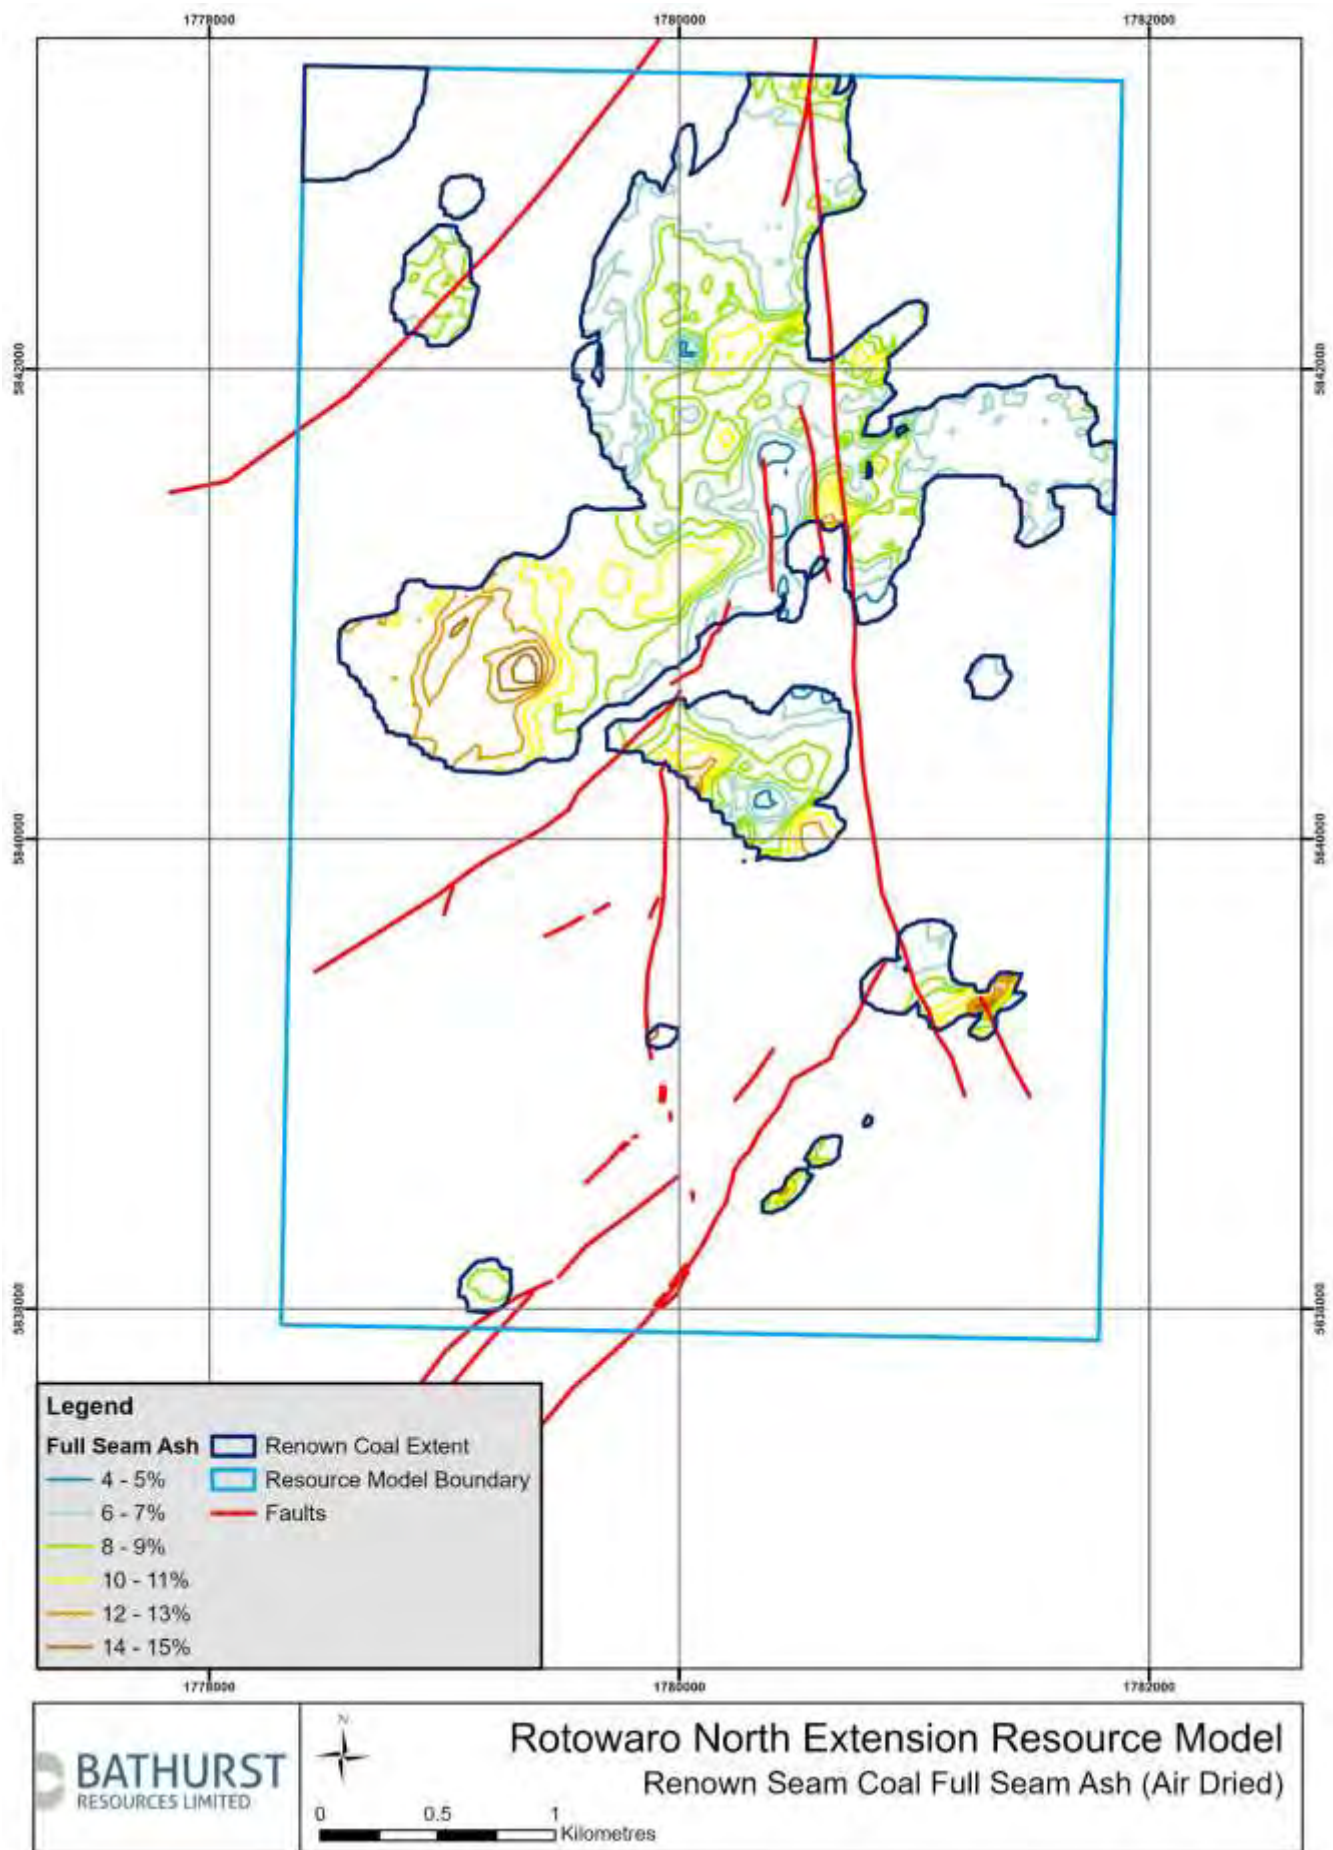 1778000 1780000 1782000
5842000 5842000
5840000 5840000
5838000 5838000
Legend
Full Seam Ash
4 - 5%
6 - 7%
8 - 9%
10 - 11%
12 - 13%
14 - 15%
Renown Coal Extent
Resource Model Boundary
Faults
1778000 1780000 1782000
BATHURST
RESOURCES LIMITED
N
0 0.5 1
Kilometres
Rotowaro North Extension Resource Model
Renown Seam Coal Full Seam Ash (Air Dried)